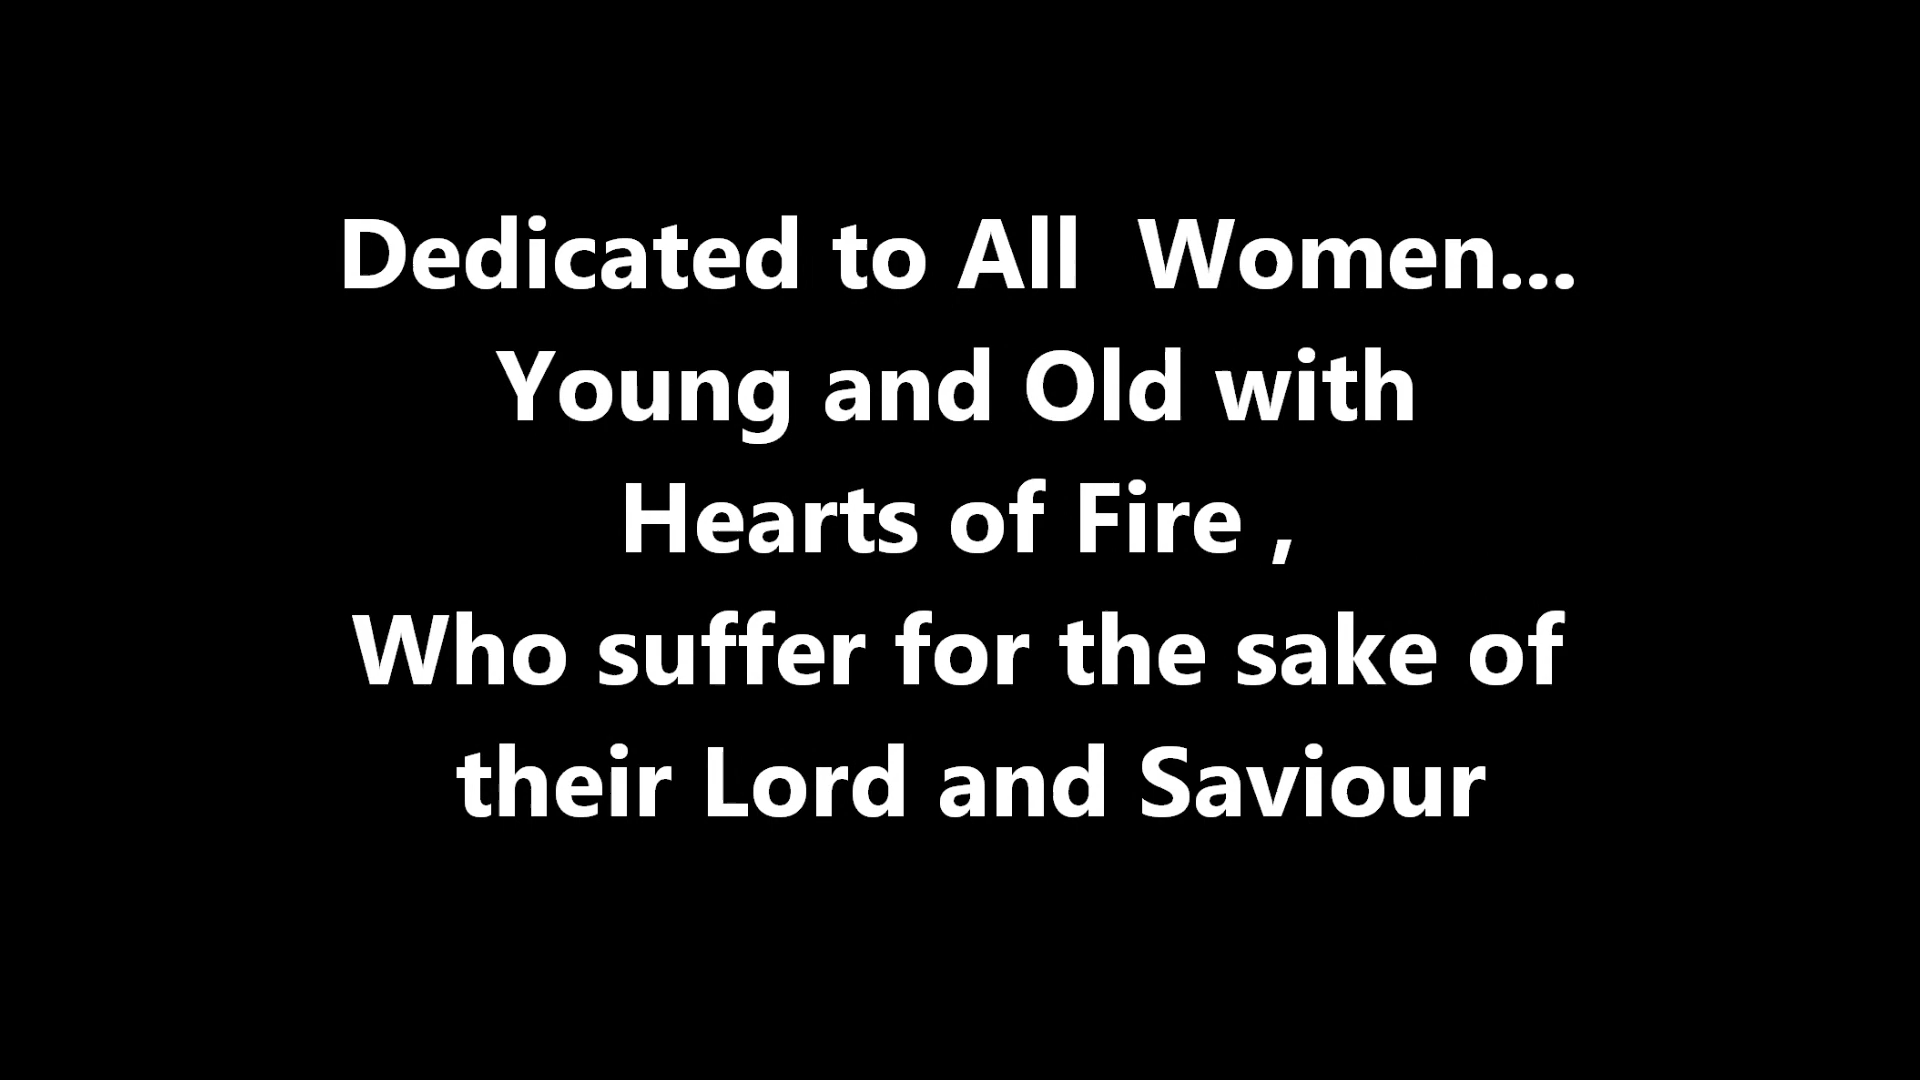 Dedicated to All  Women...
Young and Old with
Hearts of Fire ,
Who suffer for the sake of
their Lord and Saviour